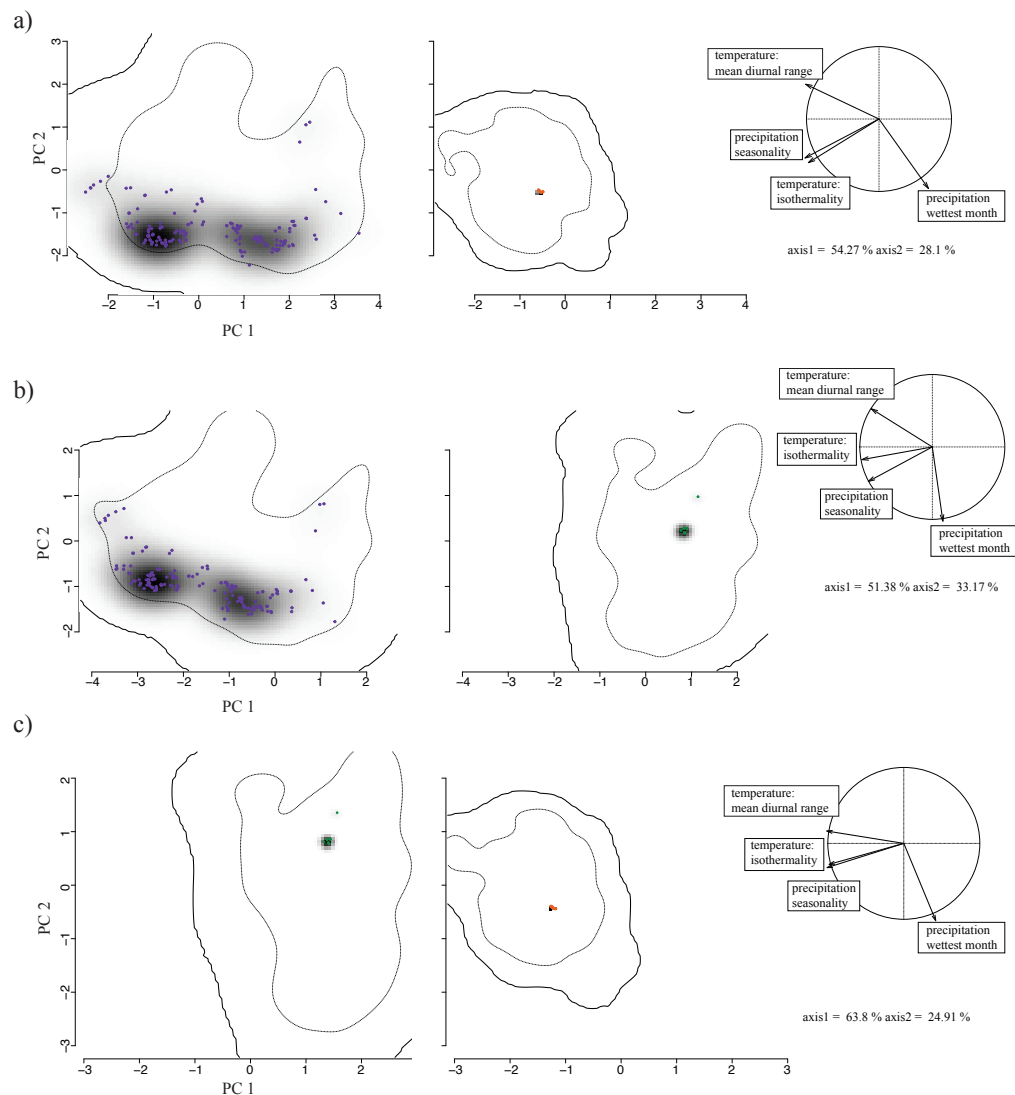 a)
3
2
1
0
−1
−2
PC 2
−2 −1 0 1 2 3 4
PC 1
−2 −1 0 1 2 3 4
temperature:
mean diurnal range
precipitation
seasonality
temperature:
isothermality
precipitation
wettest month
axis1 = 54.27 % axis2 = 28.1 %
b)
2
1
0
−1
−2
PC 2
−4 −3 −2 −1 0 1 2
PC 1
−4 −3 −2 −1 0 1 2
temperature:
mean diurnal range
temperature:
isothermality
precipitation
seasonality
precipitation
wettest month
axis1 = 51.38 % axis2 = 33.17 %
c)
2
1
0
−1
−2
−3
PC 2
−3 −2 −1 0 1 2
PC 1
−3 −2 −1 0 1 2 3
temperature:
mean diurnal range
temperature:
isothermality
precipitation
seasonality
precipitation
wettest month
axis1 = 63.8 % axis2 = 24.91 %